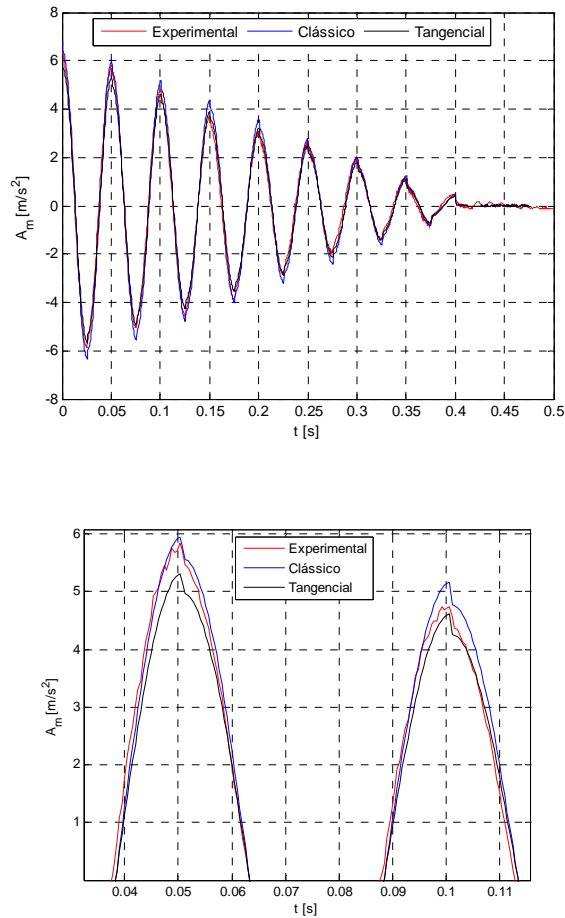 Experimental Clássico Tangencial
8
6
4
2
0
-2
-4
-6
-8
A_m [m/s²]
0 0.05 0.1 0.15 0.2 0.25 0.3 0.35 0.4 0.45 0.5
t [s]
Experimental
Clássico
Tangencial
6
5
4
3
2
1
A_m [m/s²]
0.04 0.05 0.06 0.07 0.08 0.09 0.1 0.11
t [s]